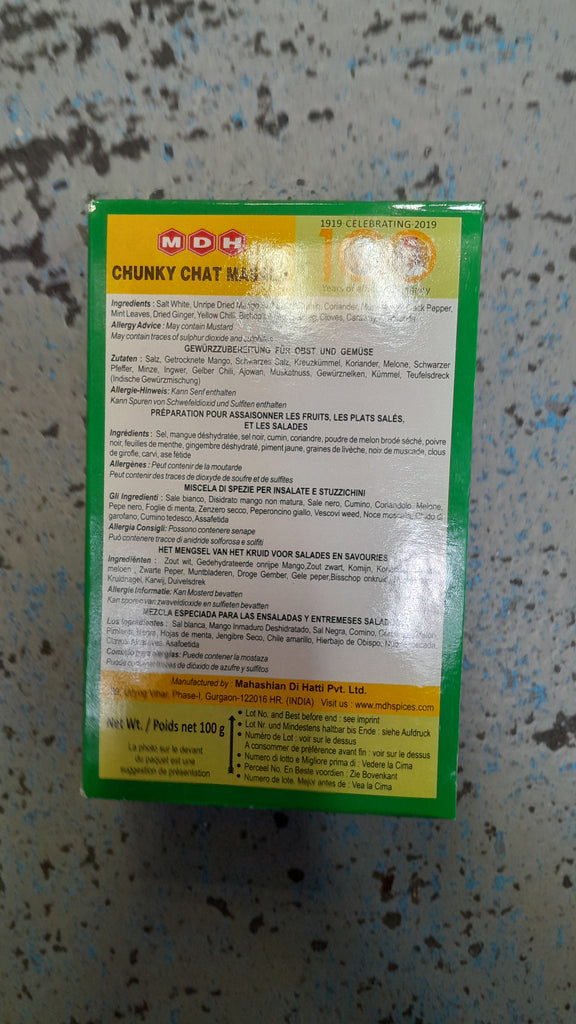 1919·CELEBRATING·2019
MDH
100
CHUNKY CHAT MASALA
Years of
Ingredients : Salt White, Unripe Dried Mango Coriander, Black Pepper,
Mint Leaves, Dried Ginger, Yellow Chilli, Bishop Cloves,
Allergy Advice : May contain Mustard
May contain traces of sulphur dioxide and sulphites
GEWÜRZZUBEREITUNG FÜR OBST UND GEMÜSE
Zutaten : Salz, Getrocknete Mango, Schwarzes Salz, Kreuzkümmel, Koriander, Melone, Schwarzer
Pfeffer, Minze, Ingwer, Gelber Chili, Ajowan, Muskatnuss, Gewürznelken, Kümmel, Teufelsdreck
(Indische Gewürzmischung)
Allergie-Hinweis: Kann Senf enthalten
Kann Spuren von Schwefeldioxid und Sulfiten enthalten
PRÉPARATION POUR ASSAISONNER LES FRUITS, LES PLATS SALÉS,
ET LES SALADES
Ingrédients : Sel, mangue déshydratée, sel noir, cumin, coriandre, poudre de melon brodé séché, poivre
noir, feuilles de menthe, gingembre déshydraté, piment jaune, graines de livèche, noix de muscade, clous
de girofle, carvi, ase fétide
Allergènes : Peut contenir de la moutarde
Peut contenir des traces de dioxyde de soufre et de sulfites
MISCELA DI SPEZIE PER INSALATE E STUZZICHINI
Gli Ingredienti : Sale bianco, Disidrato mango non matura, Sale nero, Cumino, Coriandolo, Melone,
Pepe nero, Foglie di menta, Zenzero secco, Peperoncino giallo, Vescovi weed, Noce moscata, Chiodi di
garofano, Cumino tedesco, Assafetida
Allergia Consigli: Possono contenere senape
Può contenere tracce di anidride solforosa e solfiti
HET MENGSEL VAN HET KRUID VOOR SALADES EN SAVOURIES
Ingrediënten : Zout wit, Gedehydrateerde onrijpe Mango,Zout zwart, Komijn,
meloen , Zwarte Peper, Muntbladeren, Droge Gember, Gele peper,Bisschop
Kruidnagel, Karwij, Duivelsdrek
Allergie Informatie: Kan Mosterd bevatten
Kan sporen van zwaveldioxide en sulfieten bevatten
MEZCLA ESPECIADA PARA LAS ENSALADAS Y ENTREMESES SALADOS
Los Ingredientes : Sal blanca, Mango Inmaduro Deshidratado, Sal Negra, Comino, Melon
Pimienta Negra, Hojas de menta, Jengibre Seco, Chile amarillo, Hierbajo de Obispo,
Asafoetida
Consejo para alergias: Puede contener la mostaza
Puede contener trazas de dióxido de azufre y sulfitos
Manufactured by : Mahashian Di Hatti Pvt. Ltd.
Udyog Vihar, Phase-I, Gurgaon-122016 HR. (INDIA) Visit us : www.mdhspices.com
Net Wt. / Poids net 100 g
La photo sur le devant
du paquet est une
suggestion de présentation
• Lot No. and Best before end : see imprint
• Lot Nr. und Mindestens haltbar bis Ende : siehe Aufdruck
• Numéro de Lot : voir sur le dessus
A consommer de préférence avant fin : voir sur le dessus
• Numero di lotto e Migliore prima di : Vedere la Cima
• Perceel No. En Beste voordien : Zie Bovenkant
• Numero de lote. Mejor antes de : Vea la Cima